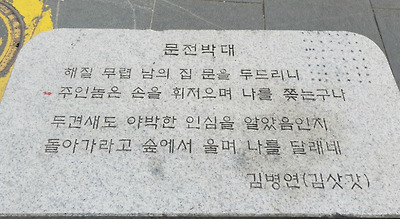 문전박대
해질 무렵 남의 집 문을 두드리니
주인놈은 손을 휘저으며 나를 쫓는구나
두견새도 야박한 인심을 알았음인지
돌아가라고 숲에서 울며 나를 달래네
김병연(김삿갓)